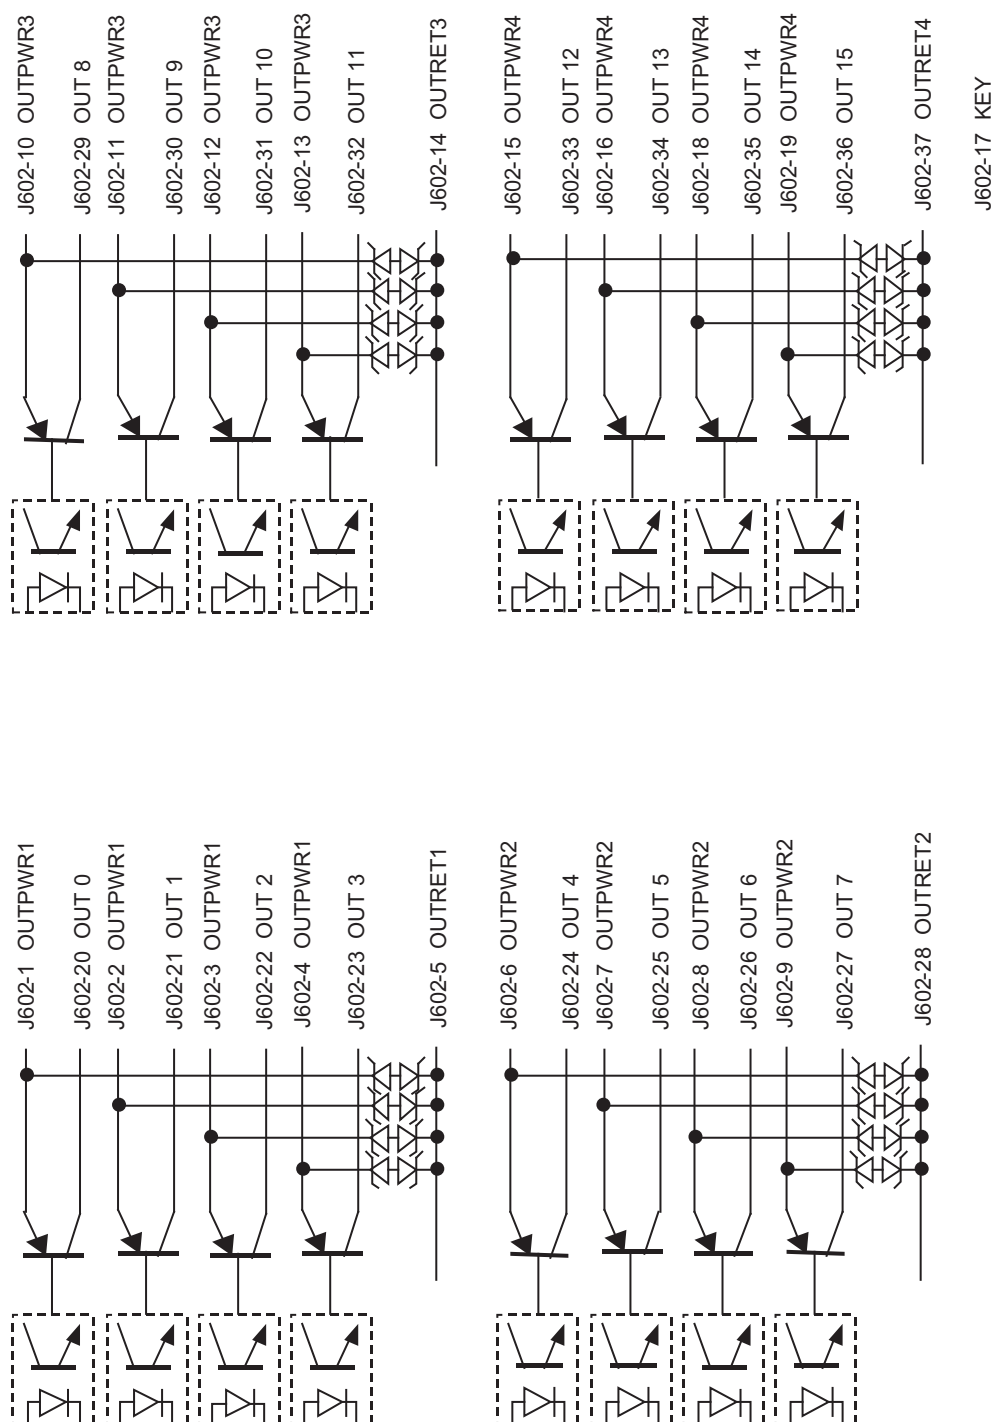 J602-10 OUTPWR3
J602-29 OUT 8
J602-11 OUTPWR3
J602-30 OUT 9
J602-12 OUTPWR3
J602-31 OUT 10
J602-13 OUTPWR3
J602-32 OUT 11
J602-14 OUTRET3
J602-15 OUTPWR4
J602-33 OUT 12
J602-16 OUTPWR4
J602-34 OUT 13
J602-18 OUTPWR4
J602-35 OUT 14
J602-19 OUTPWR4
J602-36 OUT 15
J602-37 OUTRET4
J602-17 KEY
J602-1 OUTPWR1
J602-20 OUT 0
J602-2 OUTPWR1
J602-21 OUT 1
J602-3 OUTPWR1
J602-22 OUT 2
J602-4 OUTPWR1
J602-23 OUT 3
J602-5 OUTRET1
J602-6 OUTPWR2
J602-24 OUT 4
J602-7 OUTPWR2
J602-25 OUT 5
J602-8 OUTPWR2
J602-26 OUT 6
J602-9 OUTPWR2
J602-27 OUT 7
J602-28 OUTRET2